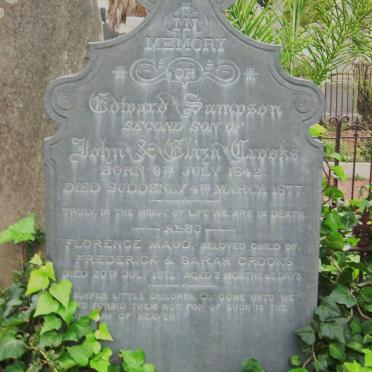 IN
MEMORY
OF
Edward Sampson
SECOND SON OF
John & Eliza Crooks
BORN 9TH JULY 1842
DIED SUDDENLY 4TH MARCH 1877
TRULY, IN THE MIDST OF LIFE WE ARE IN DEATH
ALSO
FLORENCE MAUD, BELOVED CHILD OF
FREDERICK & SARAH CROOKS
DIED 20TH JULY 187 AGED 3 MONTHS & DAYS
SUFFER LITTLE CHILDREN TO COME UNTO ME
AND FORBID THEM NOT FOR OF SUCH IS THE
OF HEAVEN